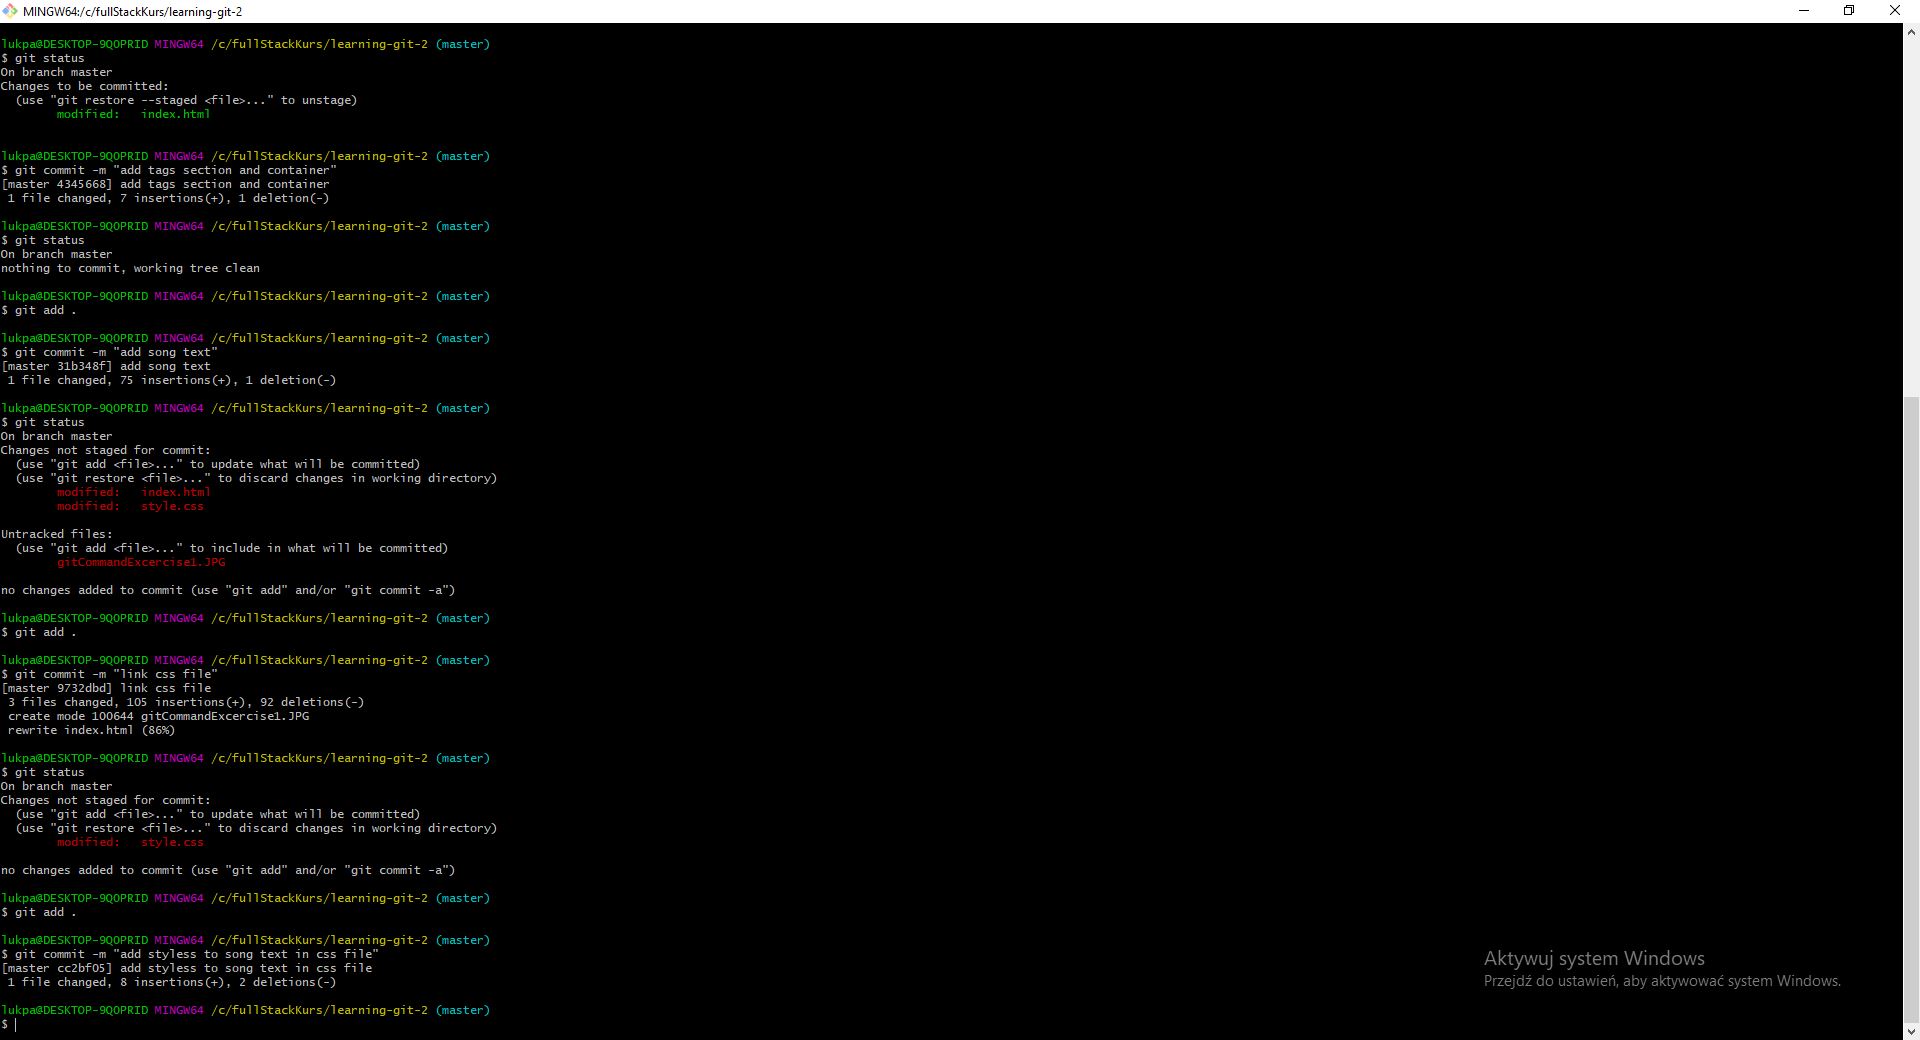 MINGW64:/c/fullStackKurs/learning-git-2
lukpa@DESKTOP-9QOPRID MINGW64 /c/fullStackKurs/learning-git-2 (master)
$ git status
On branch master
Changes to be committed:
  (use "git restore --staged <file>..." to unstage)
        modified:   index.html
lukpa@DESKTOP-9QOPRID MINGW64 /c/fullStackKurs/learning-git-2 (master)
$ git commit -m "add tags section and container"
[master 4345668] add tags section and container
 1 file changed, 7 insertions(+), 1 deletion(-)
lukpa@DESKTOP-9QOPRID MINGW64 /c/fullStackKurs/learning-git-2 (master)
$ git status
On branch master
nothing to commit, working tree clean
lukpa@DESKTOP-9QOPRID MINGW64 /c/fullStackKurs/learning-git-2 (master)
$ git add .
lukpa@DESKTOP-9QOPRID MINGW64 /c/fullStackKurs/learning-git-2 (master)
$ git commit -m "add song text"
[master 31b348f] add song text
 1 file changed, 75 insertions(+), 1 deletion(-)
lukpa@DESKTOP-9QOPRID MINGW64 /c/fullStackKurs/learning-git-2 (master)
$ git status
On branch master
Changes not staged for commit:
  (use "git add <file>..." to update what will be committed)
  (use "git restore <file>..." to discard changes in working directory)
        modified:   index.html
        modified:   style.css
Untracked files:
  (use "git add <file>..." to include in what will be committed)
        gitCommandExcercise1.JPG
no changes added to commit (use "git add" and/or "git commit -a")
lukpa@DESKTOP-9QOPRID MINGW64 /c/fullStackKurs/learning-git-2 (master)
$ git add .
lukpa@DESKTOP-9QOPRID MINGW64 /c/fullStackKurs/learning-git-2 (master)
$ git commit -m "link css file"
[master 9732dbd] link css file
 3 files changed, 105 insertions(+), 92 deletions(-)
 create mode 100644 gitCommandExcercise1.JPG
 rewrite index.html (86%)
lukpa@DESKTOP-9QOPRID MINGW64 /c/fullStackKurs/learning-git-2 (master)
$ git status
On branch master
Changes not staged for commit:
  (use "git add <file>..." to update what will be committed)
  (use "git restore <file>..." to discard changes in working directory)
        modified:   style.css
no changes added to commit (use "git add" and/or "git commit -a")
lukpa@DESKTOP-9QOPRID MINGW64 /c/fullStackKurs/learning-git-2 (master)
$ git add .
lukpa@DESKTOP-9QOPRID MINGW64 /c/fullStackKurs/learning-git-2 (master)
$ git commit -m "add styless to song text in css file"
[master cc2bf05] add styless to song text in css file
 1 file changed, 8 insertions(+), 2 deletions(-)
lukpa@DESKTOP-9QOPRID MINGW64 /c/fullStackKurs/learning-git-2 (master)
$
Aktywuj system Windows
Przejdź do ustawień, aby aktywować system Windows.